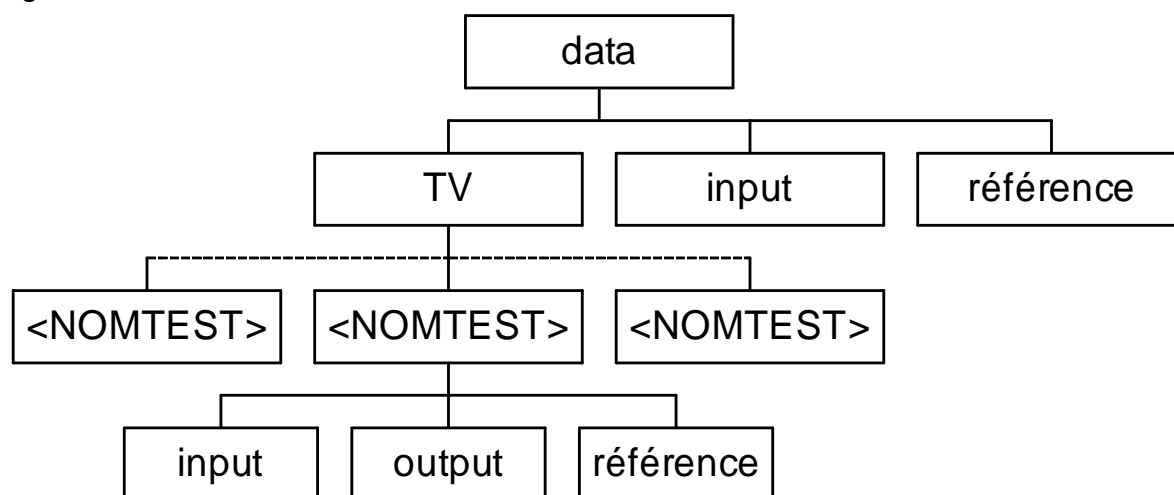 data
TV input référence
<NOMTEST> <NOMTEST> <NOMTEST>
input output référence